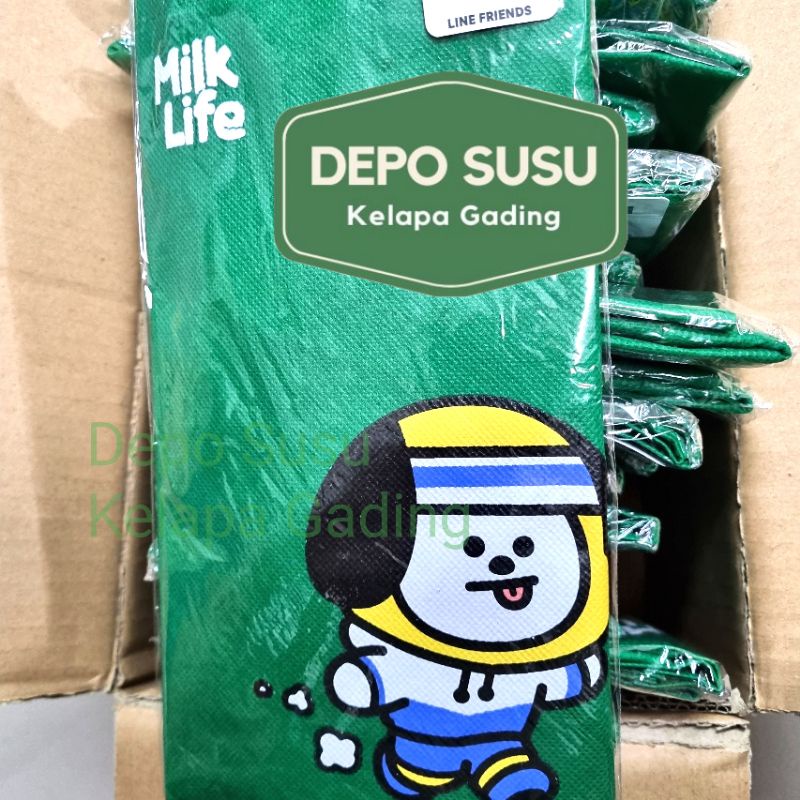 LINE FRIENDS
Milk
Life
DEPO SUSU
Kelapa Gading
Depo Susu
Kelapa Gading